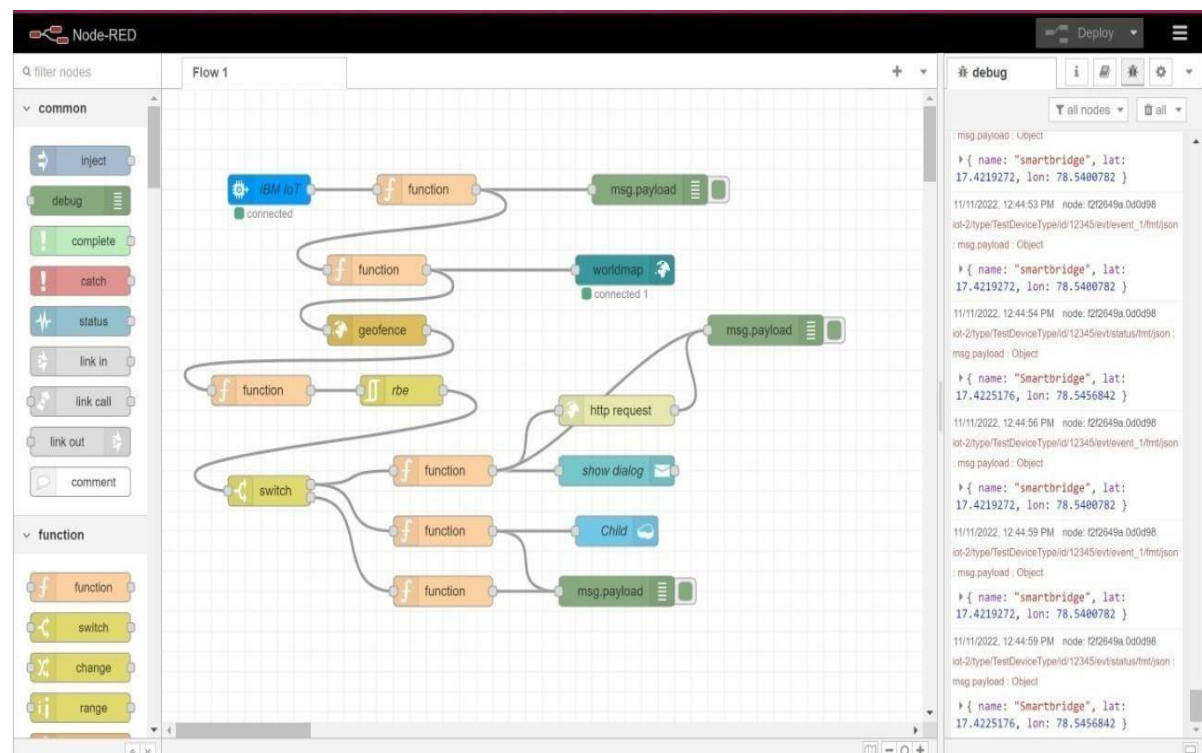 Node-RED
Deploy
filter nodes
Flow 1
debug
i
all nodes
all
common
inject
debug
complete
catch
status
link in
link call
link out
comment
function
function
switch
change
range
IBM IoT
connected
function
msg.payload
function
worldmap
connected 1
geofence
msg.payload
function
rbe
http request
switch
function
show dialog
function
Child
function
msg.payload
: msg.payload : Object
{ name: "smartbridge", lat:
17.4219272, lon: 78.5400782 }
11/11/2022, 12:44:53 PM node: f2f2649a.0d0d98
iot-2/type/TestDeviceType/id/12345/evt/event_1/fmt/json
: msg.payload : Object
{ name: "smartbridge", lat:
17.4219272, lon: 78.5400782 }
11/11/2022, 12:44:54 PM node: f2f2649a.0d0d98
iot-2/type/TestDeviceType/id/12345/evt/status/fmt/json :
msg.payload : Object
{ name: "Smartbridge", lat:
17.4225176, lon: 78.5456842 }
11/11/2022, 12:44:56 PM node: f2f2649a.0d0d98
iot-2/type/TestDeviceType/id/12345/evt/event_1/fmt/json
: msg.payload : Object
{ name: "smartbridge", lat:
17.4219272, lon: 78.5400782 }
11/11/2022, 12:44:59 PM node: f2f2649a.0d0d98
iot-2/type/TestDeviceType/id/12345/evt/event_1/fmt/json
: msg.payload : Object
{ name: "smartbridge", lat:
17.4219272, lon: 78.5400782 }
11/11/2022, 12:44:59 PM node: f2f2649a.0d0d98
iot-2/type/TestDeviceType/id/12345/evt/status/fmt/json :
msg.payload : Object
{ name: "Smartbridge", lat:
17.4225176, lon: 78.5456842 }